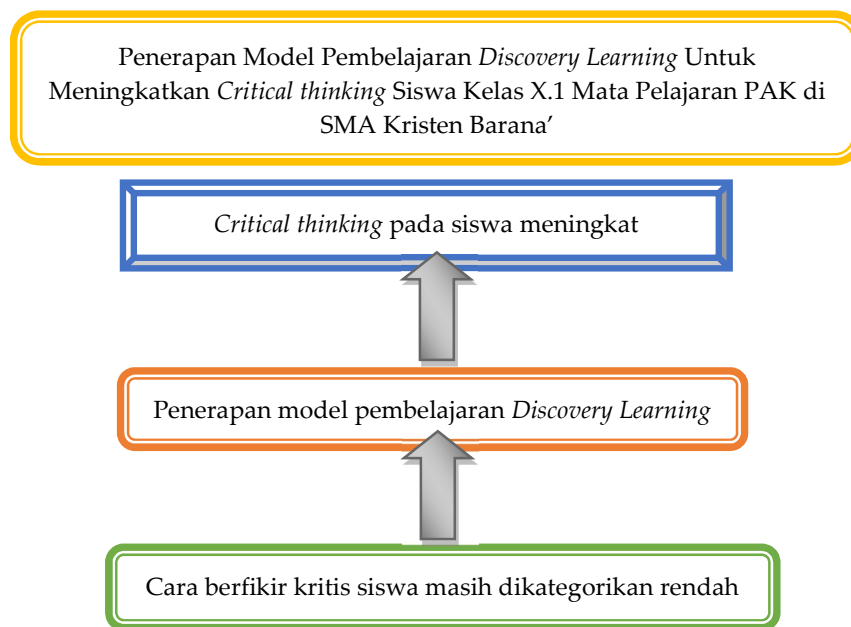 Penerapan Model Pembelajaran Discovery Learning Untuk
Meningkatkan Critical thinking Siswa Kelas X.1 Mata Pelajaran PAK di
SMA Kristen Barana’
Critical thinking pada siswa meningkat
Penerapan model pembelajaran Discovery Learning
Cara berfikir kritis siswa masih dikategorikan rendah